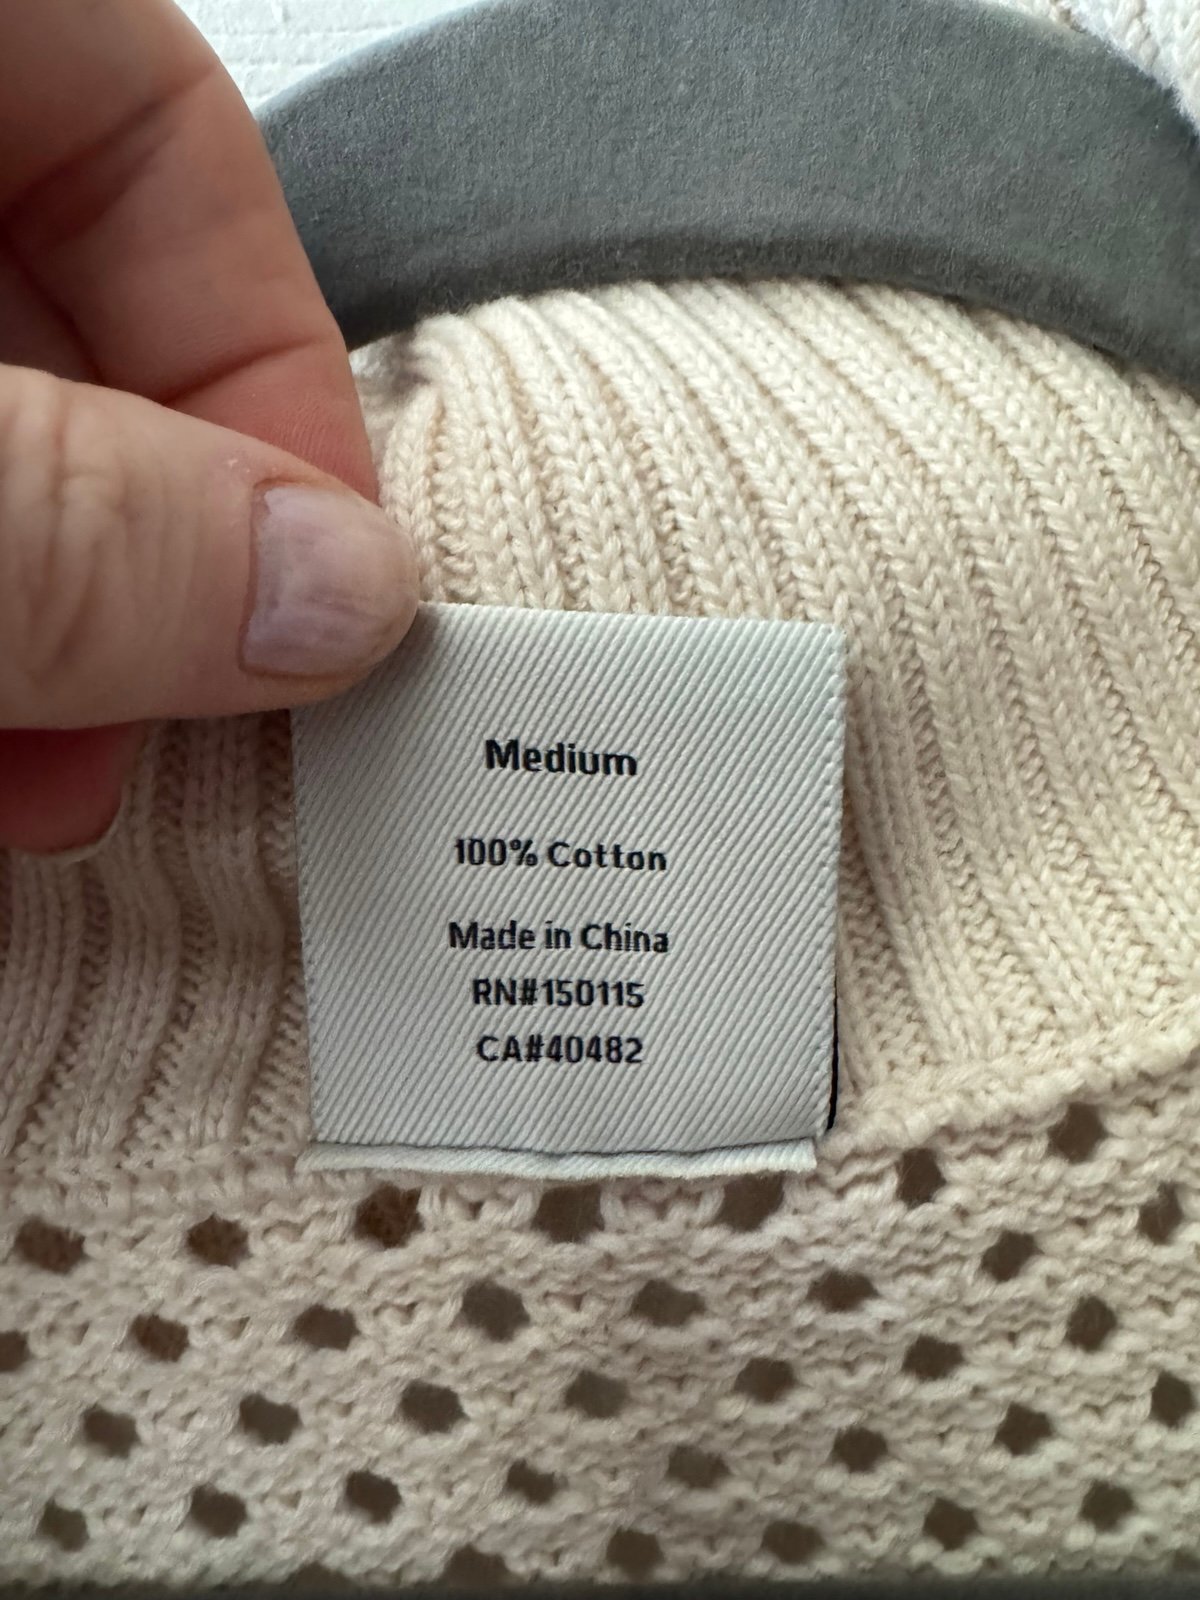 Medium
100% Cotton
Made in China
RN#150115
CA#40482